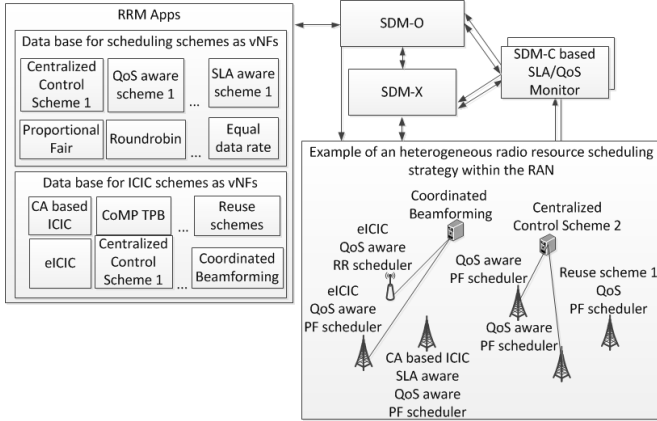 RRM Apps
Data base for scheduling schemes as vNFs
Centralized
Control
Scheme 1
QoS aware
scheme 1
...
SLA aware
scheme 1
Proportional
Fair
Roundrobin
...
Equal
data rate
Data base for ICIC schemes as vNFs
CA based
ICIC
CoMP TPB
...
Reuse
schemes
eICIC
Centralized
Control
Scheme 1
...
Coordinated
Beamforming
SDM-O
SDM-X
SDM-C based
SLA/QoS
Monitor
Example of an heterogeneous radio resource scheduling
strategy within the RAN
Coordinated
Beamforming
Centralized
Control Scheme 2
eICIC
QoS aware
RR scheduler
eICIC
QoS aware
PF scheduler
CA based ICIC
SLA aware
QoS aware
PF scheduler
QoS aware
PF scheduler
QoS aware
PF scheduler
Reuse scheme 1
QoS
PF scheduler